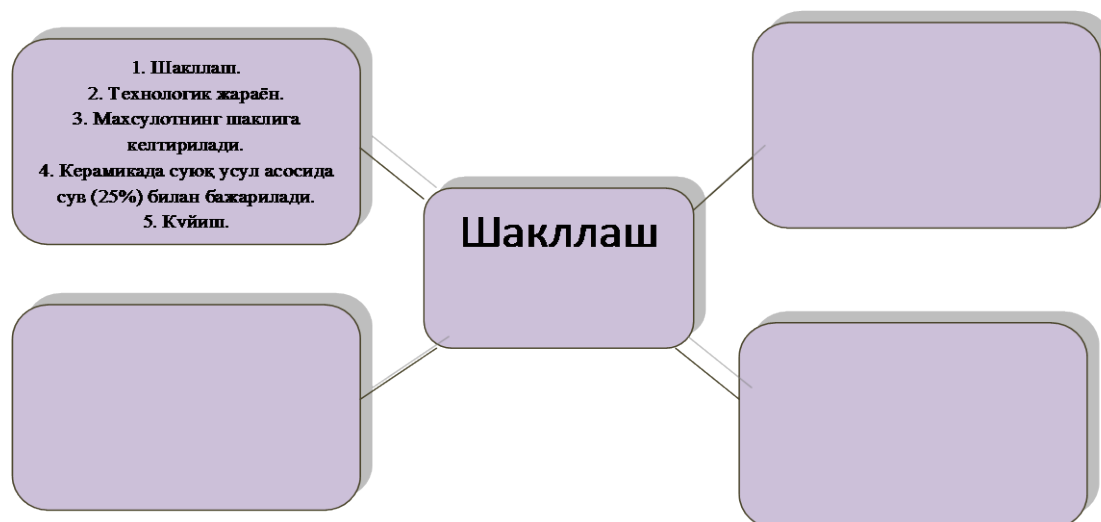 1. Шакллаш.
2. Технологик жараён.
3. Махсулотнинг шаклига
келтирилади.
4. Керамикада суюқ усул асосида
сув (25%) билан бажарилади.
5. Куйиш.
Шакллаш